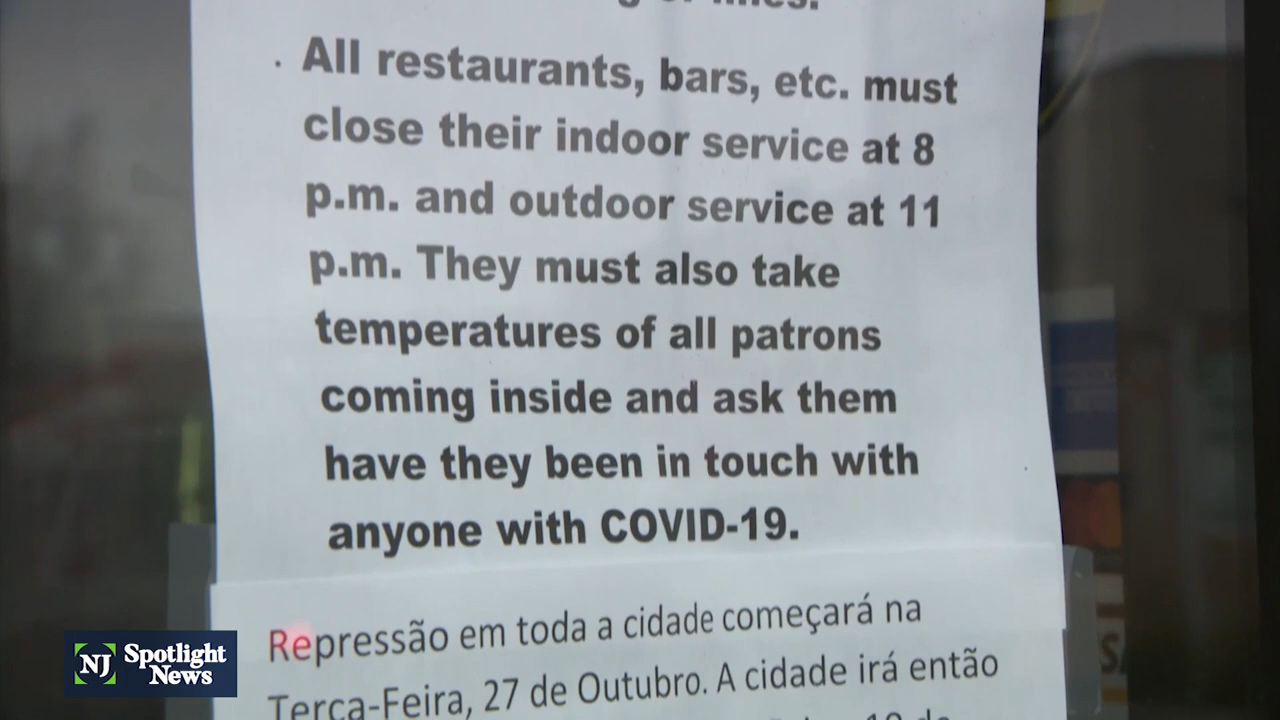 . All restaurants, bars, etc. must
close their indoor service at 8
p.m. and outdoor service at 11
p.m. They must also take
temperatures of all patrons
coming inside and ask them
have they been in touch with
anyone with COVID-19.
Repressão em toda a cidade começará na
Terça-Feira, 27 de Outubro. A cidade irá então
NJ Spotlight
News